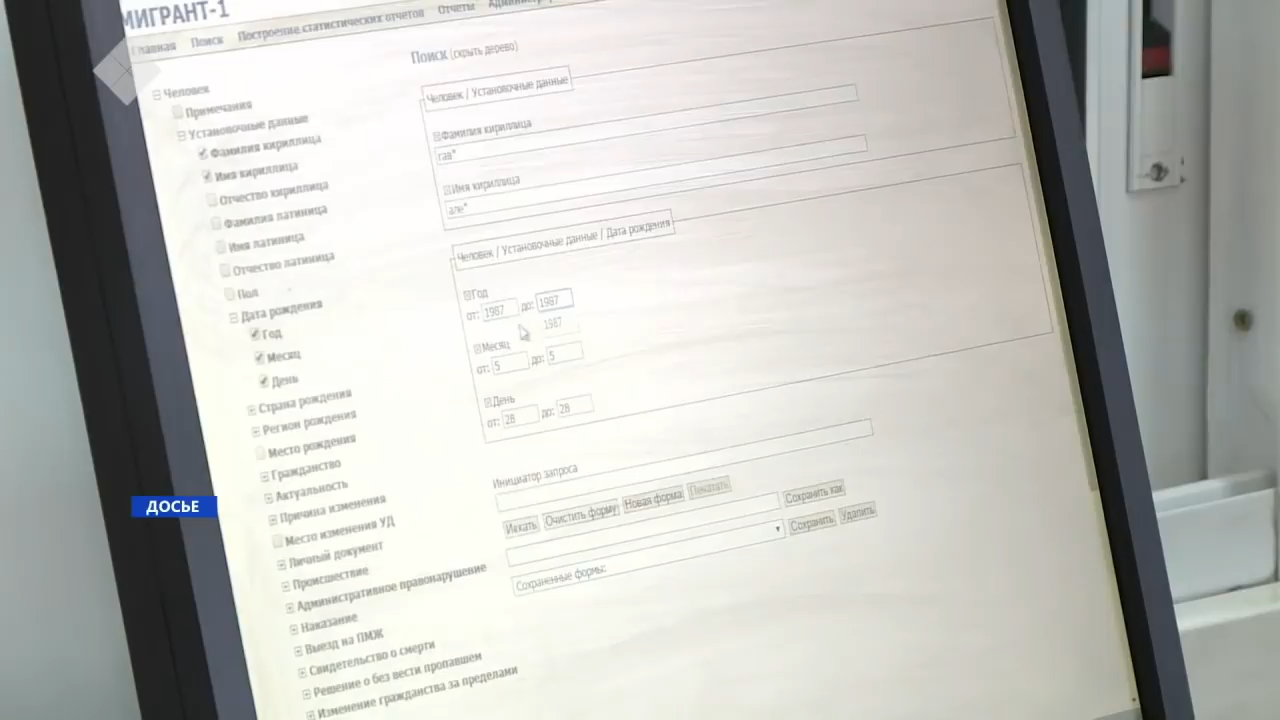 МИГРАНТ-1
Главная Поиск Построение статистических отчетов Отчеты
Поиск (скрыть дерево)
Человек
Примечания
Установочные данные
Фамилия кириллица
Имя кириллица
Отчество кириллица
Фамилия латиница
Имя латиница
Отчество латиница
Пол
Дата рождения
Год
Месяц
День
Страна рождения
Регион рождения
Место рождения
Гражданство
Актуальность
Причина изменения
Место изменения УД
Личный документ
Происшествие
Административное правонарушение
Наказание
Выезд на ПМЖ
Свидетельство о смерти
Решение о без вести пропавшем
Изменение гражданства за пределами
Человек / Установочные данные
Фамилия кириллица
гав*
Имя кириллица
але*
Человек / Установочные данные / Дата рождения
Год
от: 1987 до: 1987
1987
Месяц
от: 5 до: 5
День
от: 28 до: 28
Инициатор запроса
Искать Очистить форму Новая форма Печатать
Сохранить как
Сохранить Удалить
Сохраненные формы:
ДОСЬЕ